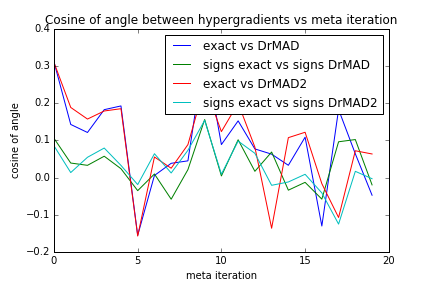 Cosine of angle between hypergradients vs meta iteration
0.4
0.3
0.2
0.1
0.0
−0.1
−0.2
cosine of angle
exact vs DrMAD
signs exact vs signs DrMAD
exact vs DrMAD2
signs exact vs signs DrMAD2
0 5 10 15 20
meta iteration